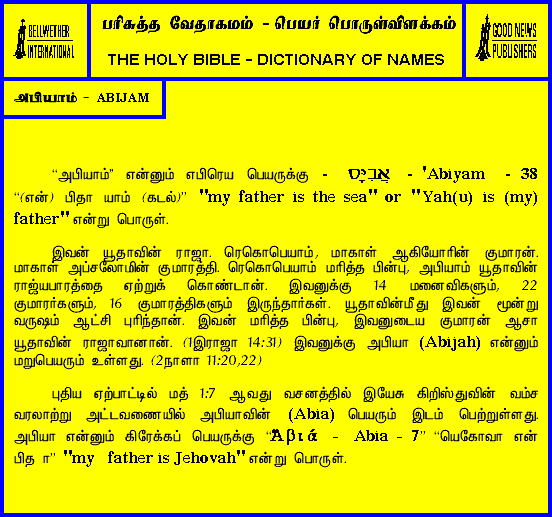 BELLWETHER
INTERNATIONAL
பரிசுத்த வேதாகமம் - பெயர் பொருள்விளக்கம்
THE HOLY BIBLE - DICTIONARY OF NAMES
GOOD NEWS
PUBLISHERS
அபியாம் - ABIJAM
“அபியாம்” என்னும் எபிரெய பெயருக்கு - אֲבִיָּם - 'Abiyam - 38
“(என்) பிதா யாம் (கடல்)” "my father is the sea" or "Yah(u) is (my)
father" என்று பொருள்.
இவன் யூதாவின் ராஜா. ரெகொபெயாம், மாகாள் ஆகியோரின் குமாரன்.
மாகாள் அப்சலோமின் குமாரத்தி. ரெகொபெயாம் மரித்த பின்பு, அபியாம் யூதாவின்
ராஜ்யபாரத்தை ஏற்றுக் கொண்டான். இவனுக்கு 14 மனைவிகளும், 22
குமாரர்களும், 16 குமாரத்திகளும் இருந்தார்கள். யூதாவின்மீது இவன் மூன்று
வருஷம் ஆட்சி புரிந்தான். இவன் மரித்த பின்பு, இவனுடைய குமாரன் ஆசா
யூதாவின் ராஜாவானான். (1இராஜா 14:31) இவனுக்கு அபியா (Abijah) என்னும்
மறுபெயரும் உள்ளது. (2நாளா 11:20,22)
புதிய ஏற்பாட்டில் மத் 1:7 ஆவது வசனத்தில் இயேசு கிறிஸ்துவின் வம்ச
வரலாற்று அட்டவணையில் அபியாவின் (Abia) பெயரும் இடம் பெற்றுள்ளது.
அபியா என்னும் கிரேக்கப் பெயருக்கு “Ἀβιά - Abia - 7” “யெகோவா என்
பித ா” "my father is Jehovah" என்று பொருள்.